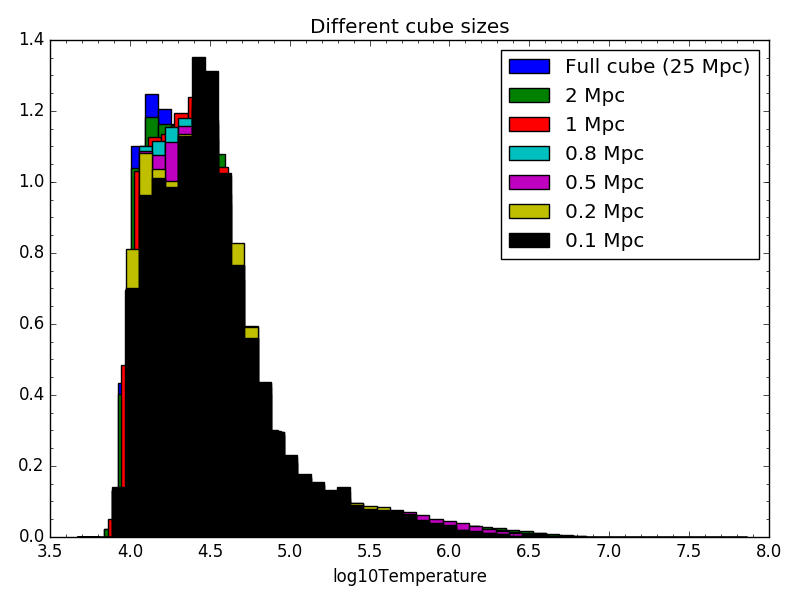 Different cube sizes
1.4
1.2
1.0
0.8
0.6
0.4
0.2
0.0
Full cube (25 Mpc)
2 Mpc
1 Mpc
0.8 Mpc
0.5 Mpc
0.2 Mpc
0.1 Mpc
3.5 4.0 4.5 5.0 5.5 6.0 6.5 7.0 7.5 8.0
log10Temperature